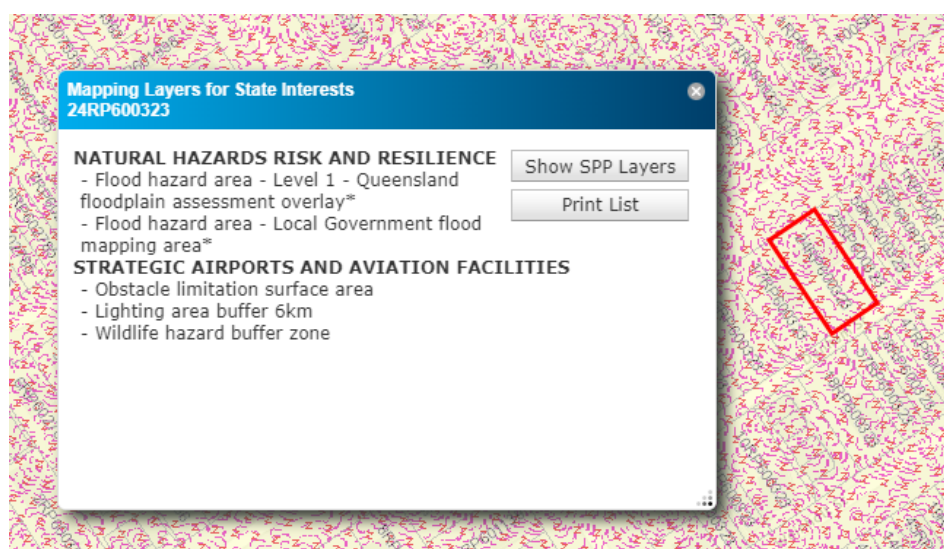 Mapping Layers for State Interests
24RP600323
NATURAL HAZARDS RISK AND RESILIENCE
- Flood hazard area - Level 1 - Queensland
floodplain assessment overlay*
- Flood hazard area - Local Government flood
mapping area*
STRATEGIC AIRPORTS AND AVIATION FACILITIES
- Obstacle limitation surface area
- Lighting area buffer 6km
- Wildlife hazard buffer zone
Show SPP Layers
Print List